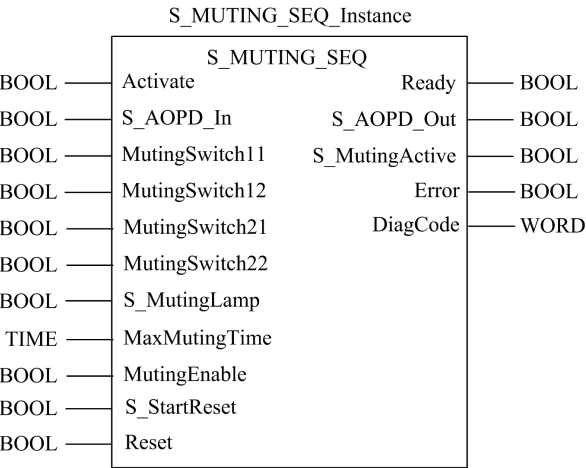 S_MUTING_SEQ_Instance
S_MUTING_SEQ
BOOL Activate Ready BOOL
BOOL S_AOPD_In S_AOPD_Out BOOL
BOOL MutingSwitch11 S_MutingActive BOOL
BOOL MutingSwitch12 Error BOOL
BOOL MutingSwitch21 DiagCode WORD
BOOL MutingSwitch22
BOOL S_MutingLamp
TIME MaxMutingTime
BOOL MutingEnable
BOOL S_StartReset
BOOL Reset